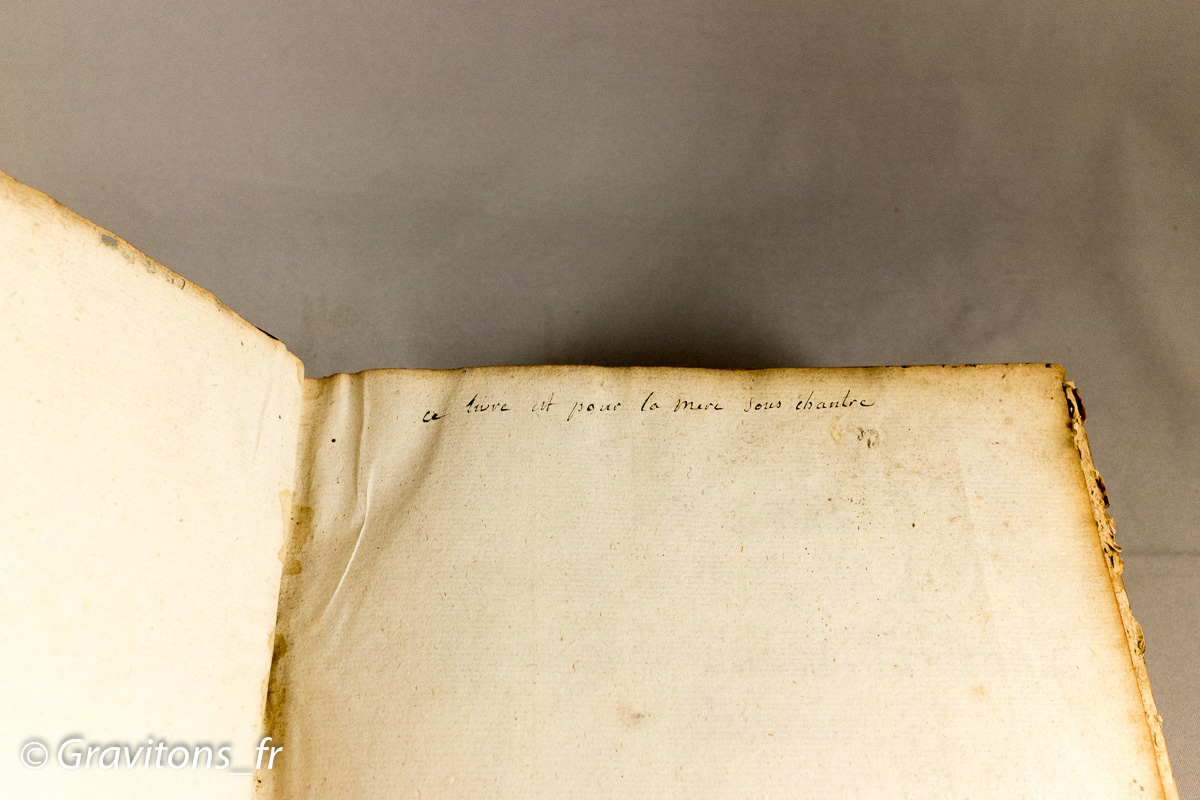 ce livre est pour la mere sous chantre
© Gravitons_fr